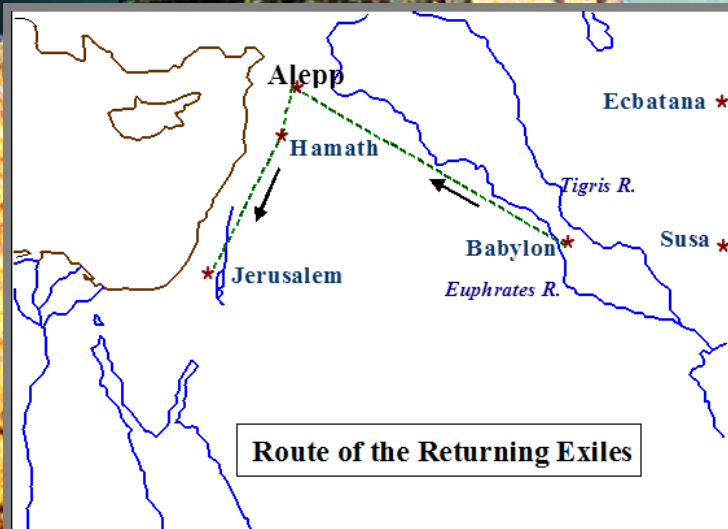 Alepp
Ecbatana
Hamath
Tigris R.
Babylon
Susa
Jerusalem
Euphrates R.
Route of the Returning Exiles